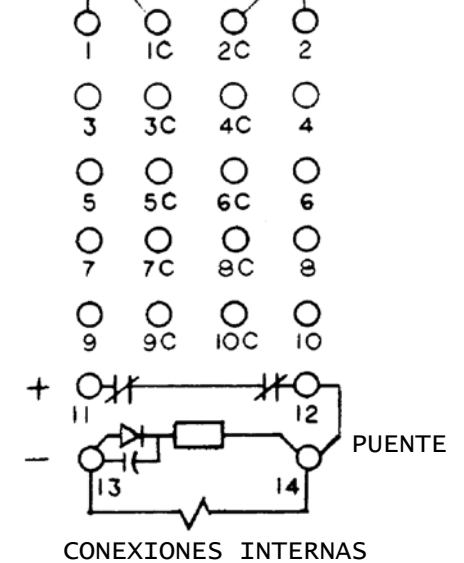 1 1C 2C 2
3 3C 4C 4
5 5C 6C 6
7 7C 8C 8
9 9C 10C 10
+
11 12
PUENTE
−
13 14
CONEXIONES INTERNAS